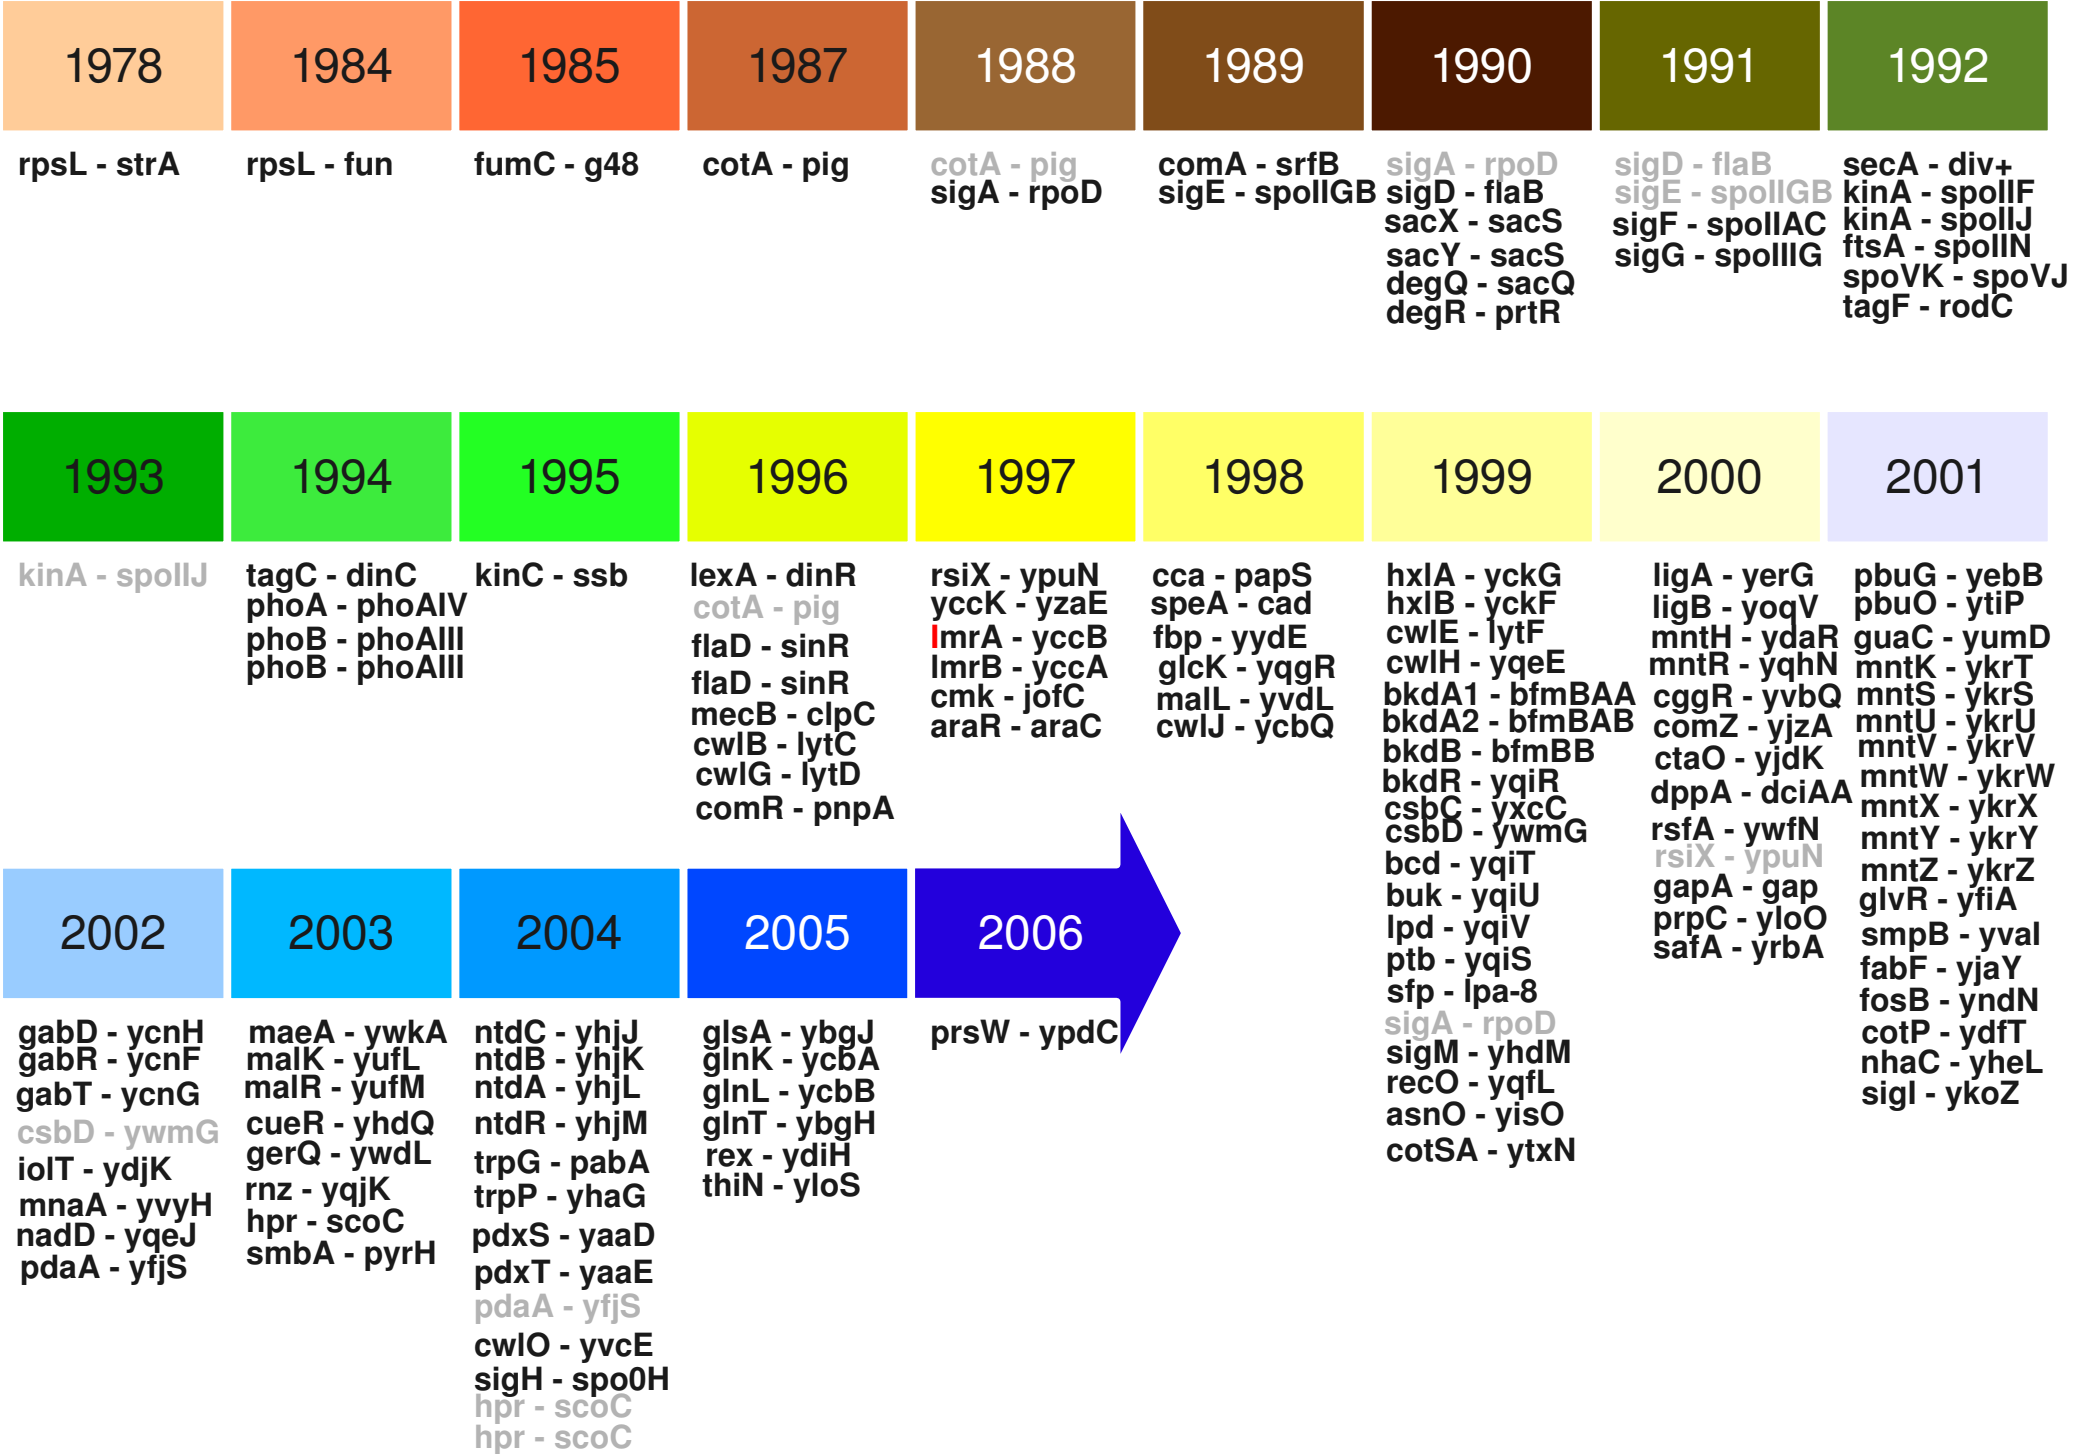 1978
rpsL - strA
1984
rpsL - fun
1985
fumC - g48
1987
cotA - pig
1988
cotA - pig
sigA - rpoD
1989
comA - srfB
sigE - spoIIGB
1990
sigA - rpoD
sigD - flaB
sacX - sacS
sacY - sacS
degQ - sacQ
degR - prtR
1991
sigD - flaB
sigE - spoIIGB
sigF - spoIIAC
sigG - spoIIIG
1992
secA - div+
kinA - spoIIF
kinA - spoIIJ
ftsA - spoIIN
spoVK - spoVJ
tagF - rodC
1993
kinA - spoIIJ
1994
tagC - dinC
phoA - phoAIV
phoB - phoAIII
phoB - phoAIII
1995
kinC - ssb
1996
lexA - dinR
cotA - pig
flaD - sinR
flaD - sinR
mecB - clpC
cwlB - lytC
cwlG - lytD
comR - pnpA
1997
rsiX - ypuN
yccK - yzaE
lmrA - yccB
lmrB - yccA
cmk - jofC
araR - araC
1998
cca - papS
speA - cad
fbp - yydE
glcK - yqgR
malL - yvdL
cwlJ - ycbQ
1999
hxlA - yckG
hxlB - yckF
cwlE - lytF
cwlH - yqeE
bkdA1 - bfmBAA
bkdA2 - bfmBAB
bkdB - bfmBB
bkdR - yqiR
csbC - yxcC
csbD - ywmG
bcd - yqiT
buk - yqiU
lpd - yqiV
ptb - yqiS
sfp - lpa-8
sigA - rpoD
sigM - yhdM
recO - yqfL
asnO - yisO
cotSA - ytxN
2000
ligA - yerG
ligB - yoqV
mntH - ydaR
mntR - yqhN
cggR - yvbQ
comZ - yjzA
ctaO - yjdK
dppA - dciAA
rsfA - ywfN
rsiX - ypuN
gapA - gap
prpC - yloO
safA - yrbA
2001
pbuG - yebB
pbuO - ytiP
guaC - yumD
mntK - ykrT
mntS - ykrS
mntU - ykrU
mntV - ykrV
mntW - ykrW
mntX - ykrX
mntY - ykrY
mntZ - ykrZ
glvR - yfiA
smpB - yvaI
fabF - yjaY
fosB - yndN
cotP - ydfT
nhaC - yheL
sigI - ykoZ
2002
gabD - ycnH
gabR - ycnF
gabT - ycnG
csbD - ywmG
iolT - ydjK
mnaA - yvyH
nadD - yqeJ
pdaA - yfjS
2003
maeA - ywkA
malK - yufL
malR - yufM
cueR - yhdQ
gerQ - ywdL
rnz - yqjK
hpr - scoC
smbA - pyrH
2004
ntdC - yhjJ
ntdB - yhjK
ntdA - yhjL
ntdR - yhjM
trpG - pabA
trpP - yhaG
pdxS - yaaD
pdxT - yaaE
pdaA - yfjS
cwlO - yvcE
sigH - spo0H
hpr - scoC
hpr - scoC
2005
glsA - ybgJ
glnK - ycbA
glnL - ycbB
glnT - ybgH
rex - ydiH
thiN - yloS
2006
prsW - ypdC